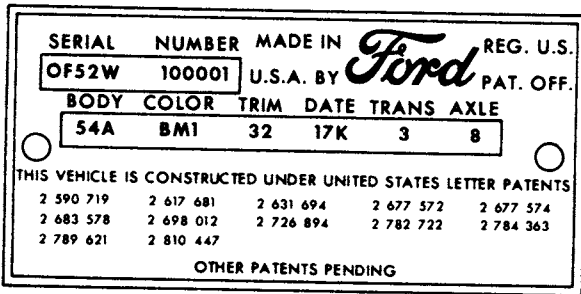 SERIAL NUMBER MADE IN Ford REG. U.S.
OF52W 100001 U.S.A. BY PAT. OFF.
BODY COLOR TRIM DATE TRANS AXLE
54A BM1 32 17K 3 8
THIS VEHICLE IS CONSTRUCTED UNDER UNITED STATES LETTER PATENTS
2 590 719 2 617 681 2 631 694 2 677 572 2 677 574
2 683 578 2 698 012 2 726 894 2 782 722 2 784 363
2 789 621 2 810 447
OTHER PATENTS PENDING